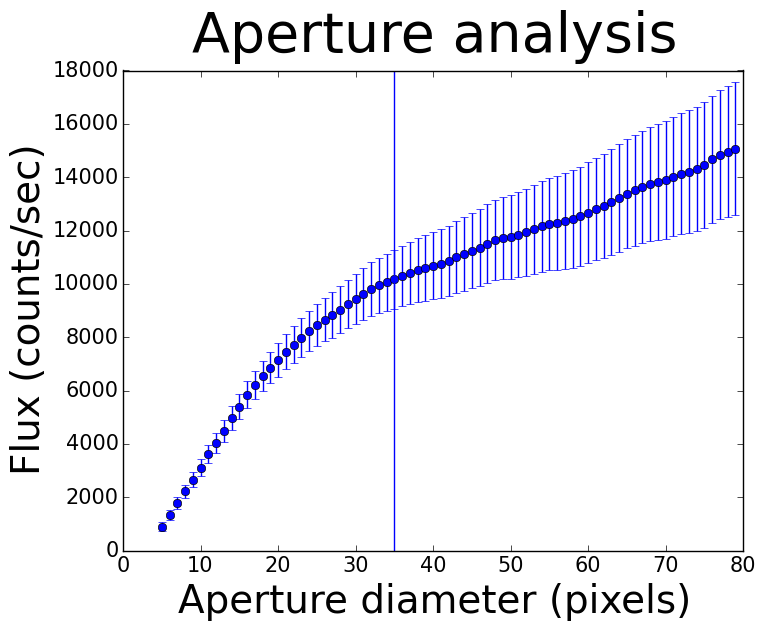 Aperture analysis
Flux (counts/sec)
18000
16000
14000
12000
10000
8000
6000
4000
2000
0
0 10 20 30 40 50 60 70 80
Aperture diameter (pixels)